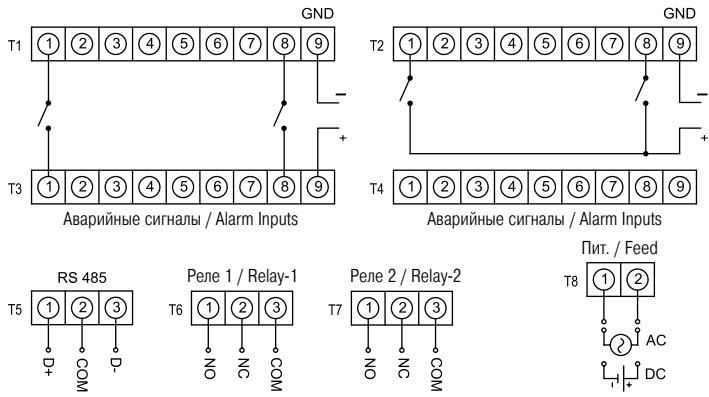 GND
T1 1 2 3 4 5 6 7 8 9
– +
T3 1 2 3 4 5 6 7 8 9
Аварийные сигналы / Alarm Inputs
GND
T2 1 2 3 4 5 6 7 8 9
– +
T4 1 2 3 4 5 6 7 8 9
Аварийные сигналы / Alarm Inputs
RS 485
T5 1 2 3
D+ COM D-
Реле 1 / Relay-1
T6 1 2 3
NO NC COM
Реле 2 / Relay-2
T7 1 2 3
NO NC COM
Пит. / Feed
T8 1 2
AC
DC
- +